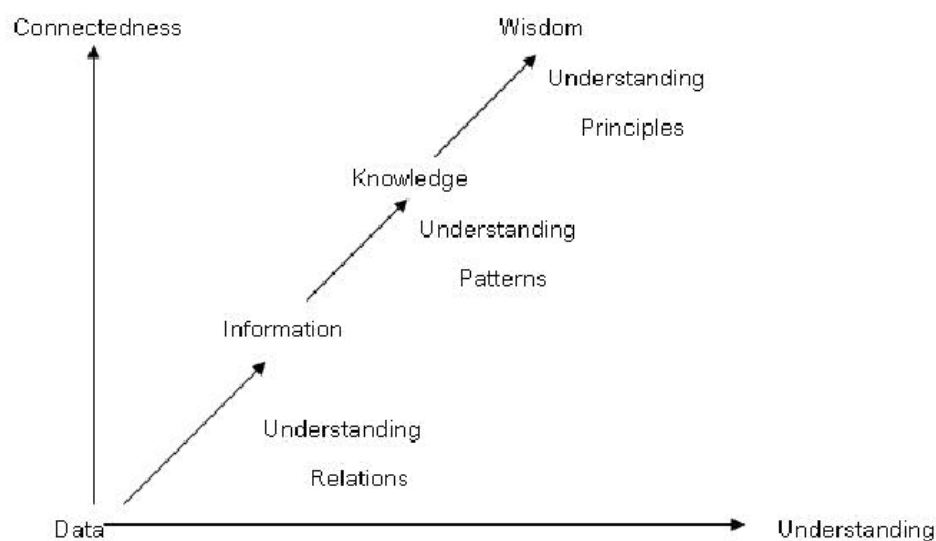 Connectedness
Wisdom
Understanding
Principles
Knowledge
Understanding
Patterns
Information
Understanding
Relations
Data
Understanding